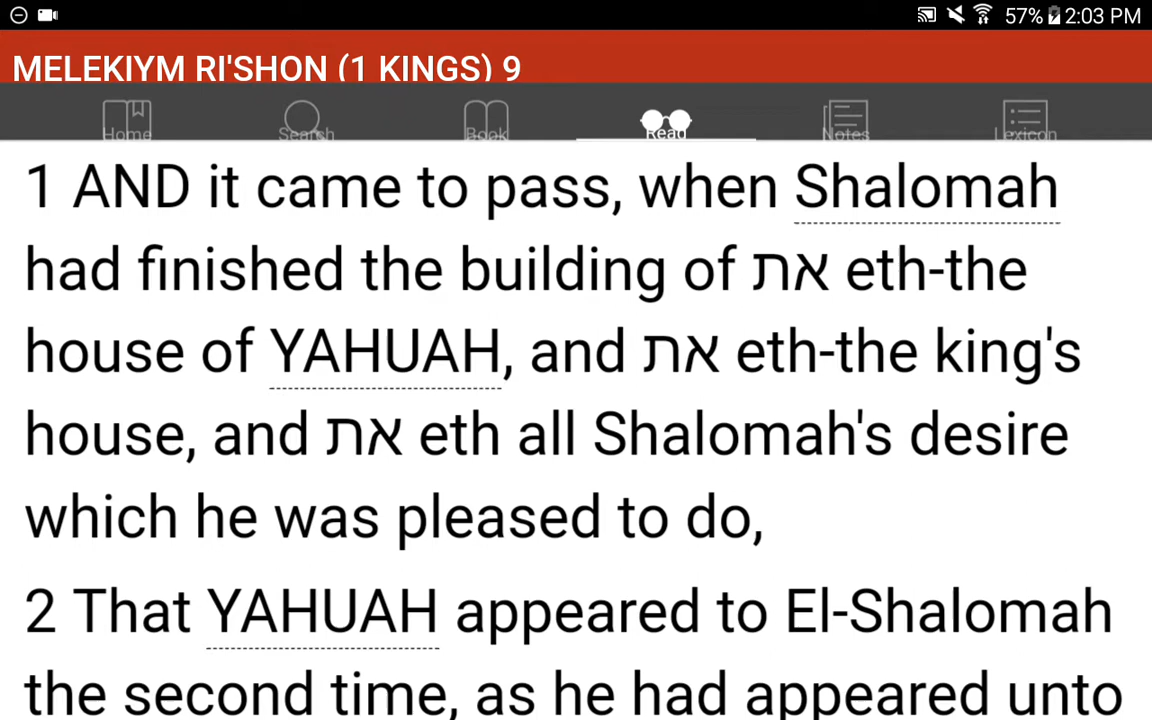 57% 2:03 PM
MELEKIYM RI'SHON (1 KINGS) 9
Home Search Book Read Notes Lexicon
1 AND it came to pass, when Shalomah
had finished the building of את eth-the
house of YAHUAH, and את eth-the king's
house, and את eth all Shalomah's desire
which he was pleased to do,
2 That YAHUAH appeared to El-Shalomah
the second time, as he had appeared unto